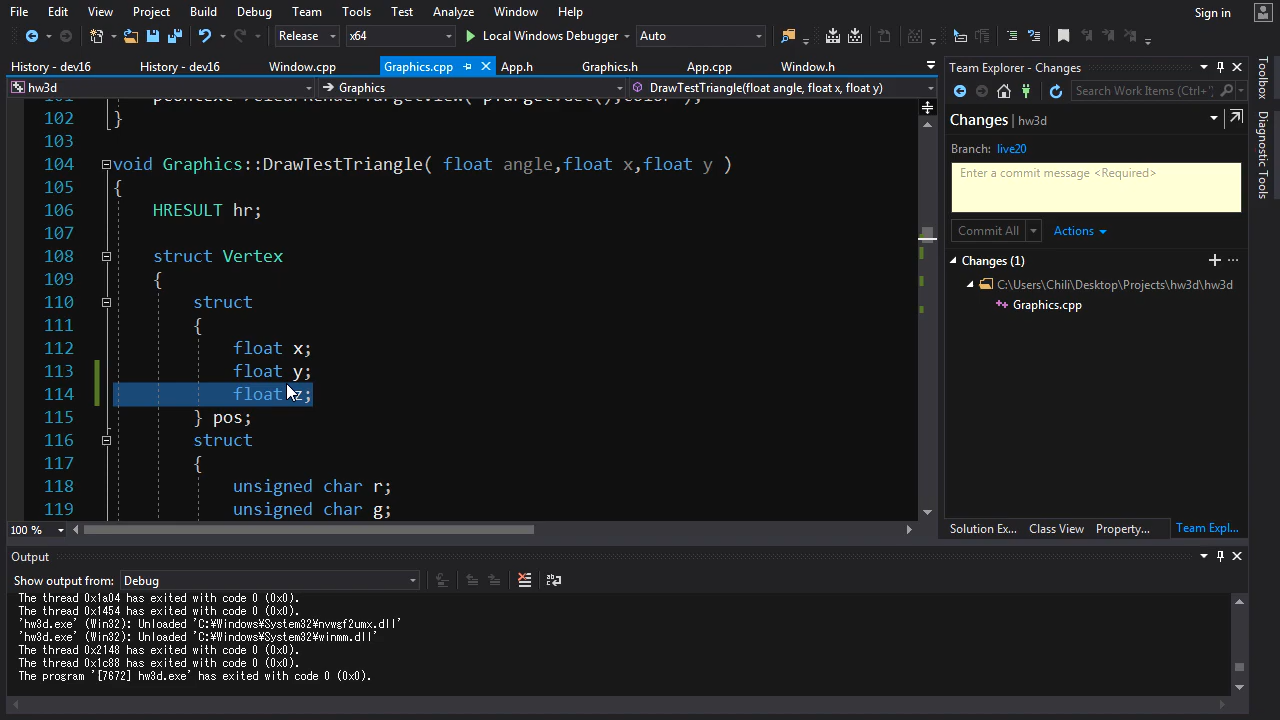 File Edit View Project Build Debug Team Tools Test Analyze Window Help Sign in
Release x64 Local Windows Debugger Auto
History - dev16 History - dev16 Window.cpp Graphics.cpp App.h Graphics.h App.cpp Window.h
hw3d Graphics DrawTestTriangle(float angle, float x, float y)
102 }
103
104 void Graphics::DrawTestTriangle( float angle,float x,float y )
105 {
106 HRESULT hr;
107
108 struct Vertex
109 {
110 struct
111 {
112 float x;
113 float y;
114 float z;
115 } pos;
116 struct
117 {
118 unsigned char r;
119 unsigned char g;
100 %
Team Explorer - Changes
Search Work Items (Ctrl+')
Changes | hw3d
Branch: live20
Enter a commit message <Required>
Commit All Actions
Changes (1)
C:\Users\Chili\Desktop\Projects\hw3d\hw3d
Graphics.cpp
Solution Ex... Class View Property... Team Expl...
Toolbox
Diagnostic Tools
Output
Show output from: Debug
The thread 0x1a04 has exited with code 0 (0x0).
The thread 0x1454 has exited with code 0 (0x0).
'hw3d.exe' (Win32): Unloaded 'C:¥Windows¥System32¥nvwgf2umx.dll'
'hw3d.exe' (Win32): Unloaded 'C:¥Windows¥System32¥winmm.dll'
The thread 0x2148 has exited with code 0 (0x0).
The thread 0x1c88 has exited with code 0 (0x0).
The program '[7672] hw3d.exe' has exited with code 0 (0x0).